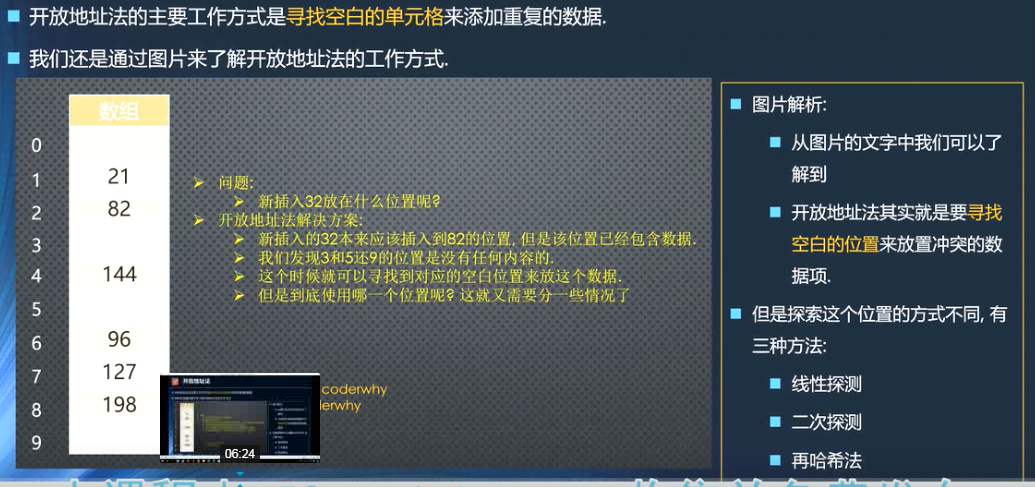 开放地址法的主要工作方式是寻找空白的单元格来添加重复的数据.
我们还是通过图片来了解开放地址法的工作方式.
数组
0
1 21
2 82
3
4 144
5
6 96
7 127
8 198
9
问题:
新插入32放在什么位置呢?
开放地址法解决方案:
新插入的32本来应该插入到82的位置, 但是该位置已经包含数据.
我们发现3和5还9的位置是没有任何内容的.
这个时候就可以寻找到对应的空白位置来放这个数据.
但是到底使用哪一个位置呢? 这就又需要分一些情况了
coderwhy
lerwhy
开放地址法
06:24
图片解析:
从图片的文字中我们可以了
解到
开放地址法其实就是要寻找
空白的位置来放置冲突的数
据项.
但是探索这个位置的方式不同, 有
三种方法:
线性探测
二次探测
再哈希法